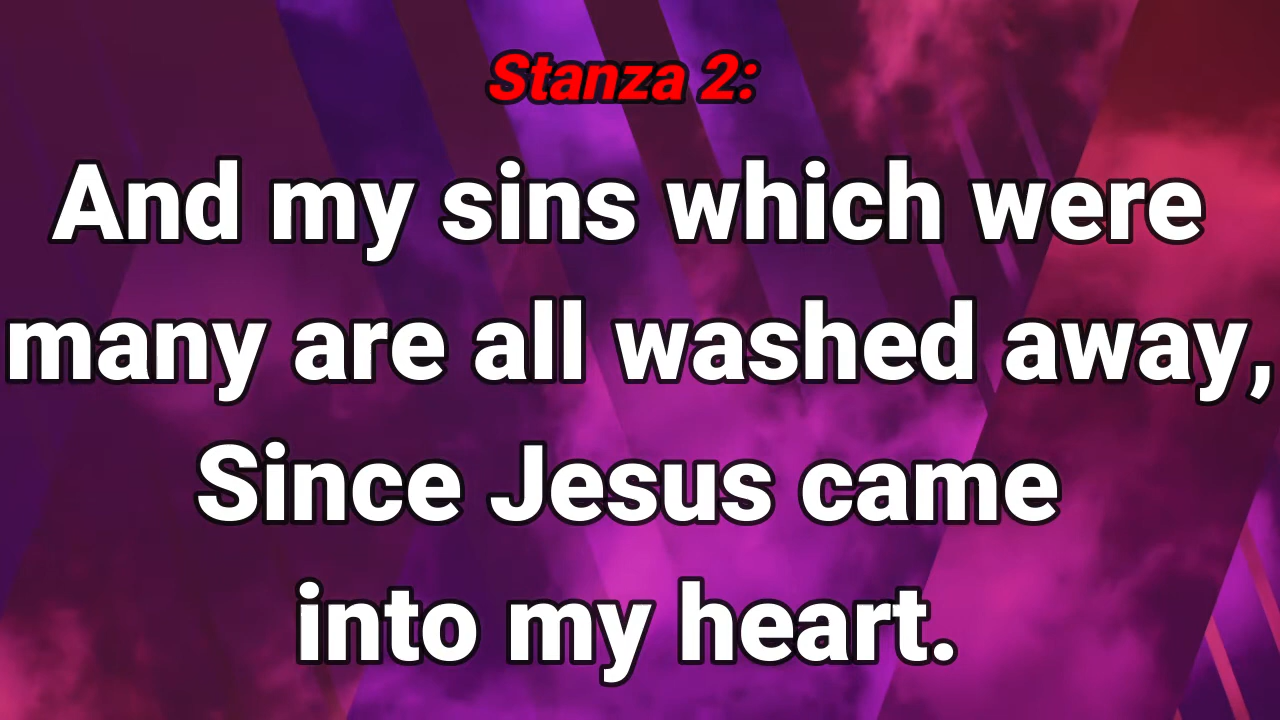 Stanza 2:
And my sins which were
many are all washed away,
Since Jesus came
into my heart.